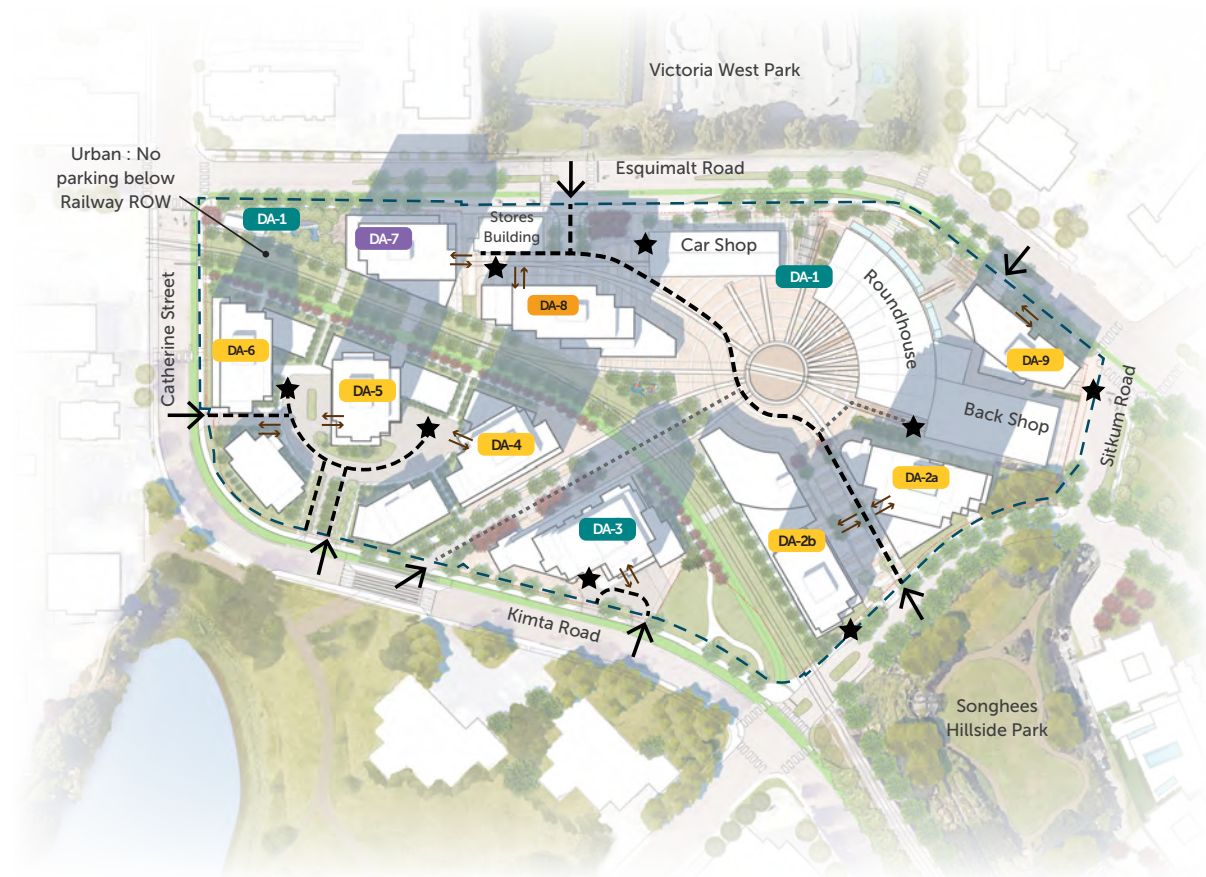 Victoria West Park
Urban : No
parking below
Railway ROW
Esquimalt Road
DA-1
DA-7
Stores
Building
Car Shop
DA-1
Roundhouse
DA-8
Catherine Street
DA-6
DA-5
DA-9
DA-4
Back Shop
Sitkum Road
DA-2a
DA-3
DA-2b
Kimta Road
Songhees
Hillside Park